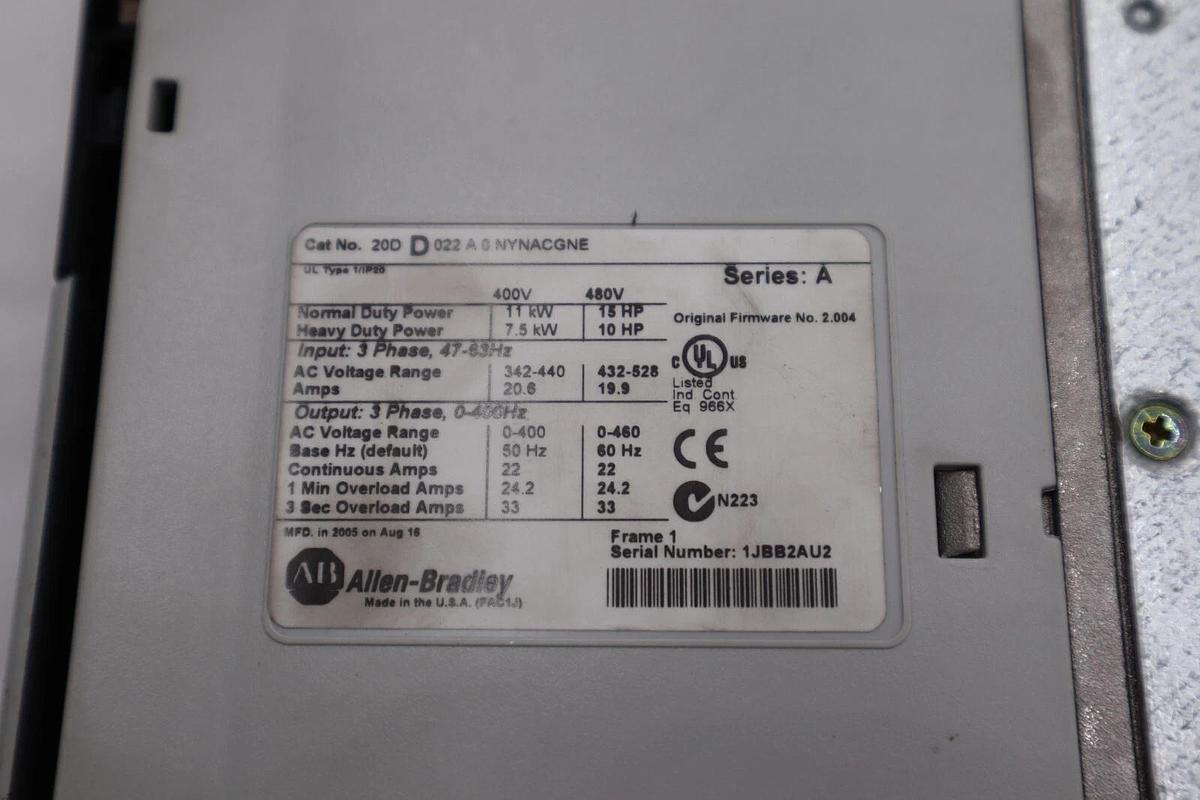 Cat No. 20D D 022 A 0 NYNACGNE
UL Type 1/IP20
Series: A
400V 480V
Normal Duty Power 11 kW 15 HP
Heavy Duty Power 7.5 kW 10 HP
Original Firmware No. 2.004
Input: 3 Phase, 47-63Hz
AC Voltage Range 342-440 432-528
Amps 20.6 19.9
C UL US
Listed
Ind Cont
Eq 966X
Output: 3 Phase, 0-400Hz
AC Voltage Range 0-400 0-460
Base Hz (default) 50 Hz 60 Hz
Continuous Amps 22 22
1 Min Overload Amps 24.2 24.2
3 Sec Overload Amps 33 33
CE
N223
MFD. in 2005 on Aug 16
Frame 1
Serial Number: 1JBB2AU2
AB Allen-Bradley
Made in the U.S.A. (FAC1J)